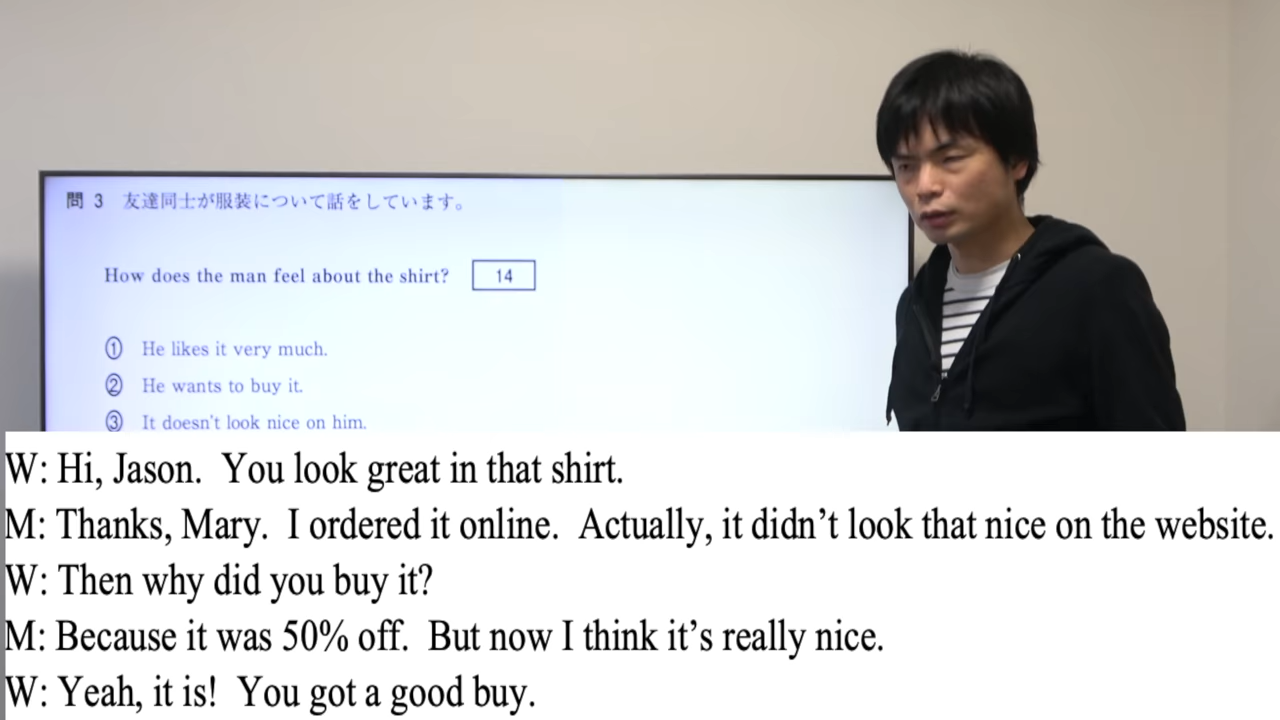 問 3 友達同士が服装について話をしています。
How does the man feel about the shirt? 14
① He likes it very much.
② He wants to buy it.
③ It doesn't look nice on him.
W: Hi, Jason. You look great in that shirt.
M: Thanks, Mary. I ordered it online. Actually, it didn't look that nice on the website.
W: Then why did you buy it?
M: Because it was 50% off. But now I think it's really nice.
W: Yeah, it is! You got a good buy.